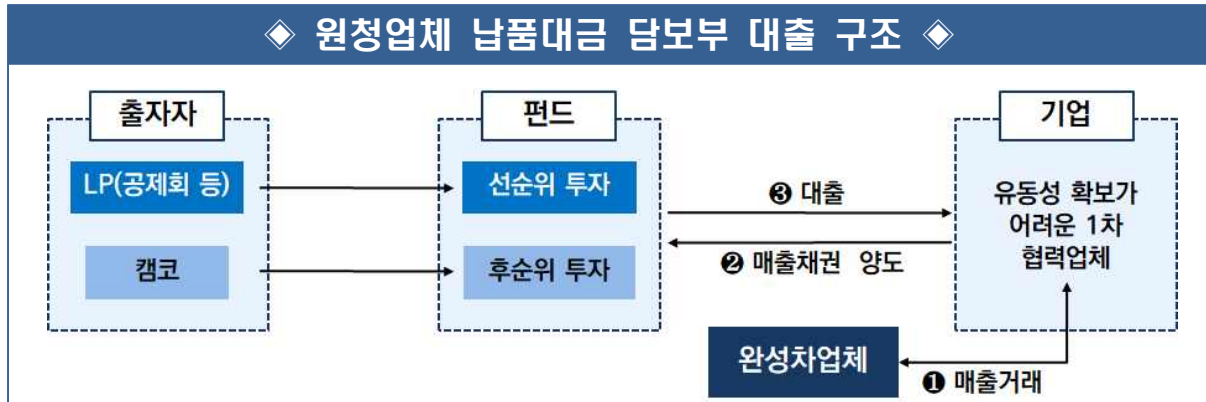 ◈ 원청업체 납품대금 담보부 대출 구조 ◈
출자자
펀드
기업
LP(공제회 등)
선순위 투자
❸ 대출
유동성 확보가
어려운 1차
협력업체
캠코
후순위 투자
❷ 매출채권 양도
완성차업체
❶ 매출거래